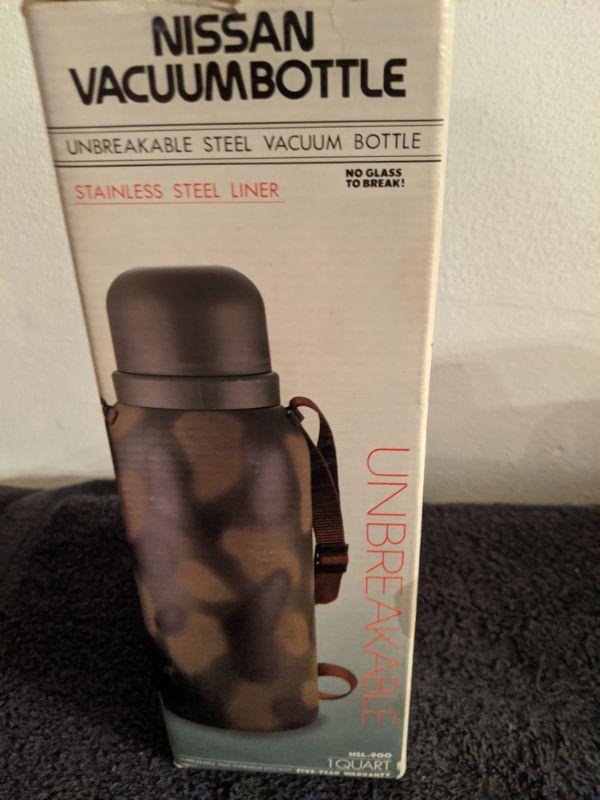 NISSAN
VACUUMBOTTLE
UNBREAKABLE STEEL VACUUM BOTTLE
NO GLASS
TO BREAK!
STAINLESS STEEL LINER
UNBREAKABLE
HSL-900
1 QUART
FIVE-YEAR WARRANTY